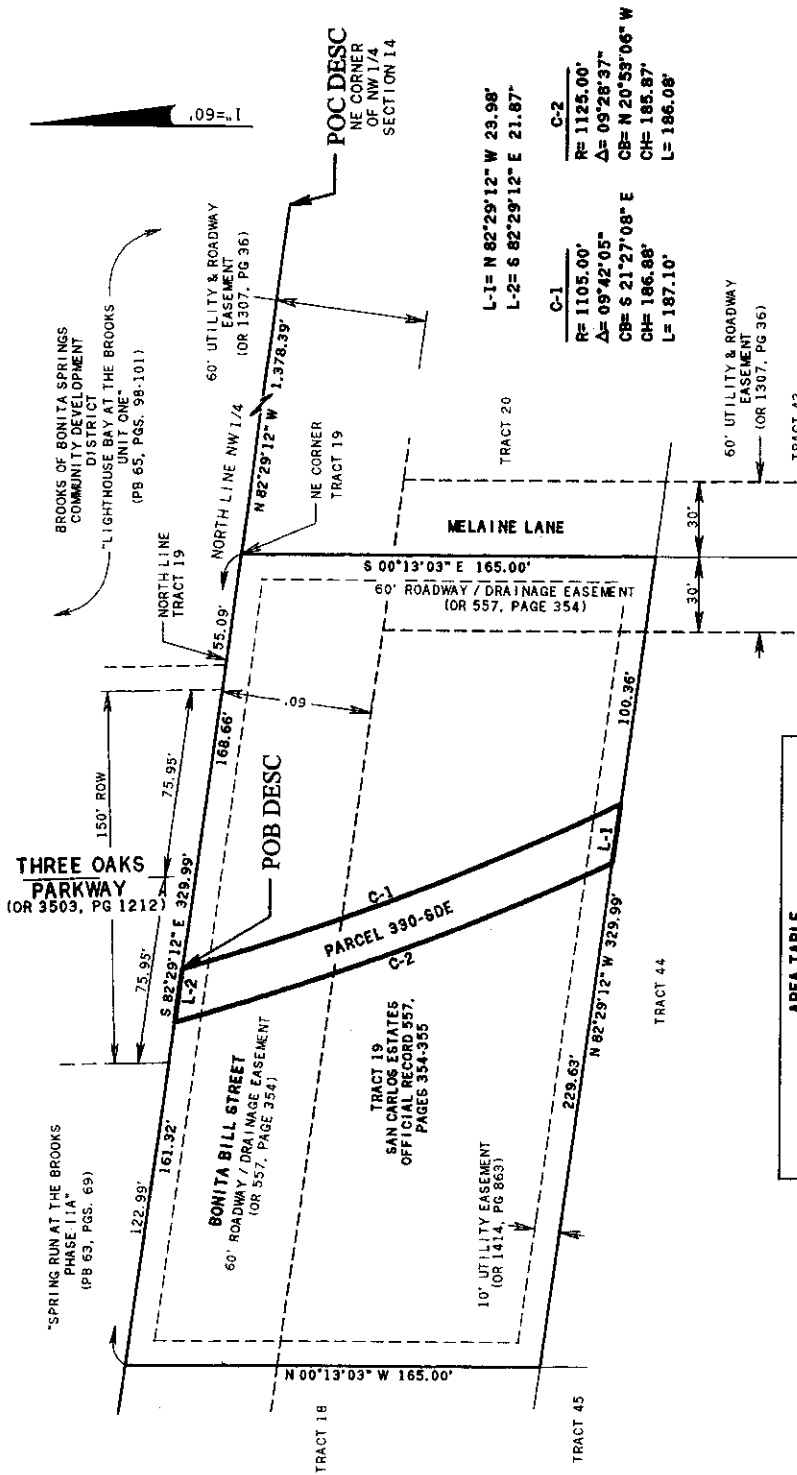 1"=60'
POC DESC
NE CORNER
OF NW 1/4
SECTION 14
BROOKS OF BONITA SPRINGS
COMMUNITY DEVELOPMENT
DISTRICT
"LIGHTHOUSE BAY AT THE BROOKS
UNIT ONE"
(PB 65, PGS. 98-101)
60' UTILITY & ROADWAY
EASEMENT
(OR 1307, PG 36)
N 82°29'12" W 1,378.39'
NORTH LINE NW 1/4
NE CORNER
TRACT 19
NORTH LINE
TRACT 19
55.09'
L-1= N 82°29'12" W 23.98'
L-2= S 82°29'12" E 21.87'
C-1
R= 1105.00'
Δ= 09°42'05"
CB= S 21°27'08" E
CH= 186.88'
L= 187.10'
C-2
R= 1125.00'
Δ= 09°28'37"
CB= N 20°53'06" W
CH= 185.87'
L= 186.08'
TRACT 20
MELAINE LANE
S 00°13'03" E 165.00'
60' ROADWAY / DRAINAGE EASEMENT
(OR 557, PAGE 354)
30'
30'
60' UTILITY & ROADWAY
EASEMENT
(OR 1307, PG 36)
TRACT 43
150' ROW
75.95'
75.95'
THREE OAKS
PARKWAY
(OR 3503, PG 1212)
S 82°29'12" E 329.99'
168.66'
60'
POB DESC
L-2
C-1
PARCEL 330-SDE
C-2
L-1
100.36'
"SPRING RUN AT THE BROOKS
PHASE IIA"
(PB 63, PGS. 69)
122.99'
161.32'
BONITA BILL STREET
60' ROADWAY / DRAINAGE EASEMENT
(OR 557, PAGE 354)
TRACT 19
SAN CARLOS ESTATES
OFFICIAL RECORD 557,
PAGES 354-355
10' UTILITY EASEMENT
(OR 1414, PG 863)
229.63'
N 82°29'12" W 329.99'
TRACT 44
N 00°13'03" W 165.00'
TRACT 18
TRACT 45
AREA TABLE